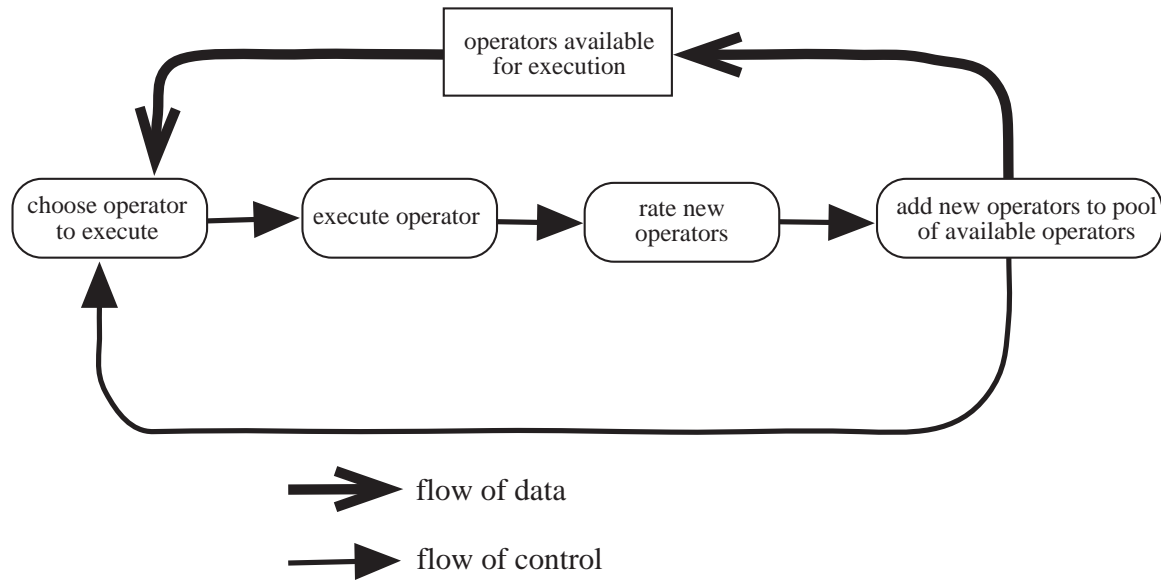 operators available
for execution
choose operator
to execute
execute operator
rate new
operators
add new operators to pool
of available operators
flow of data
flow of control